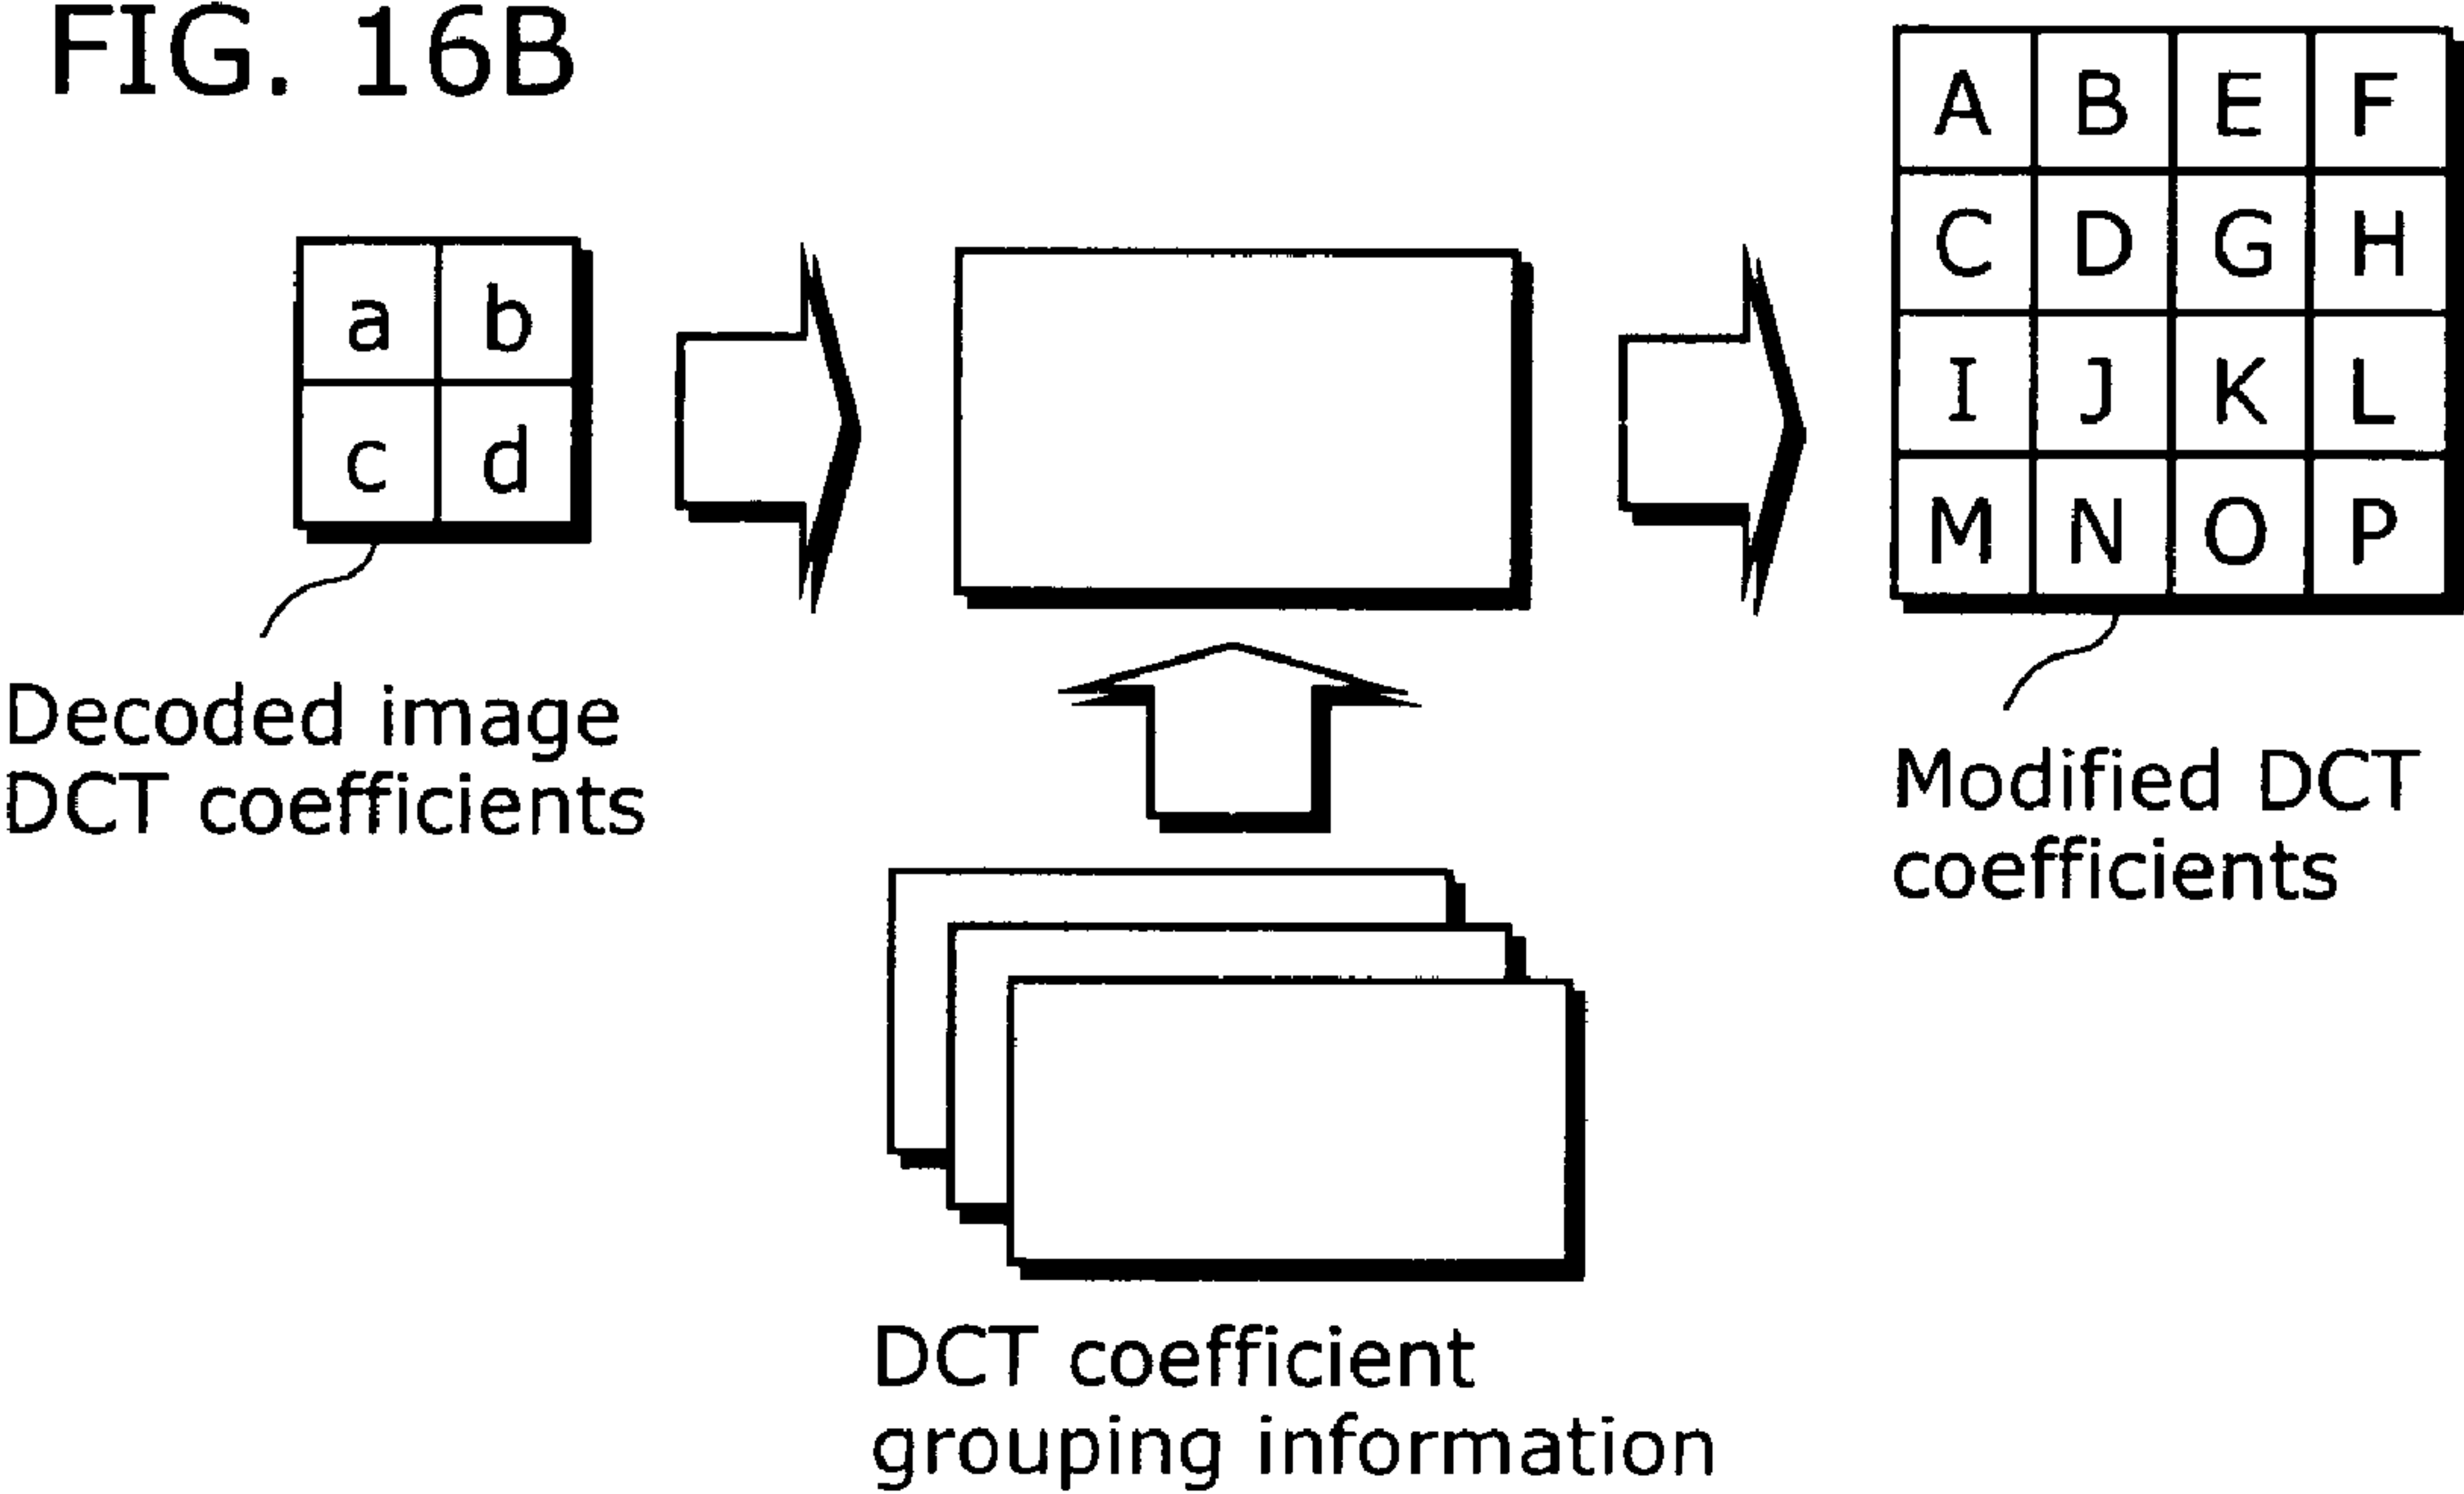 FIG. 16B
a b
c d
A B E F
C D G H
I J K L
M N O P
Decoded image
DCT coefficients
Modified DCT
coefficients
DCT coefficient
grouping information